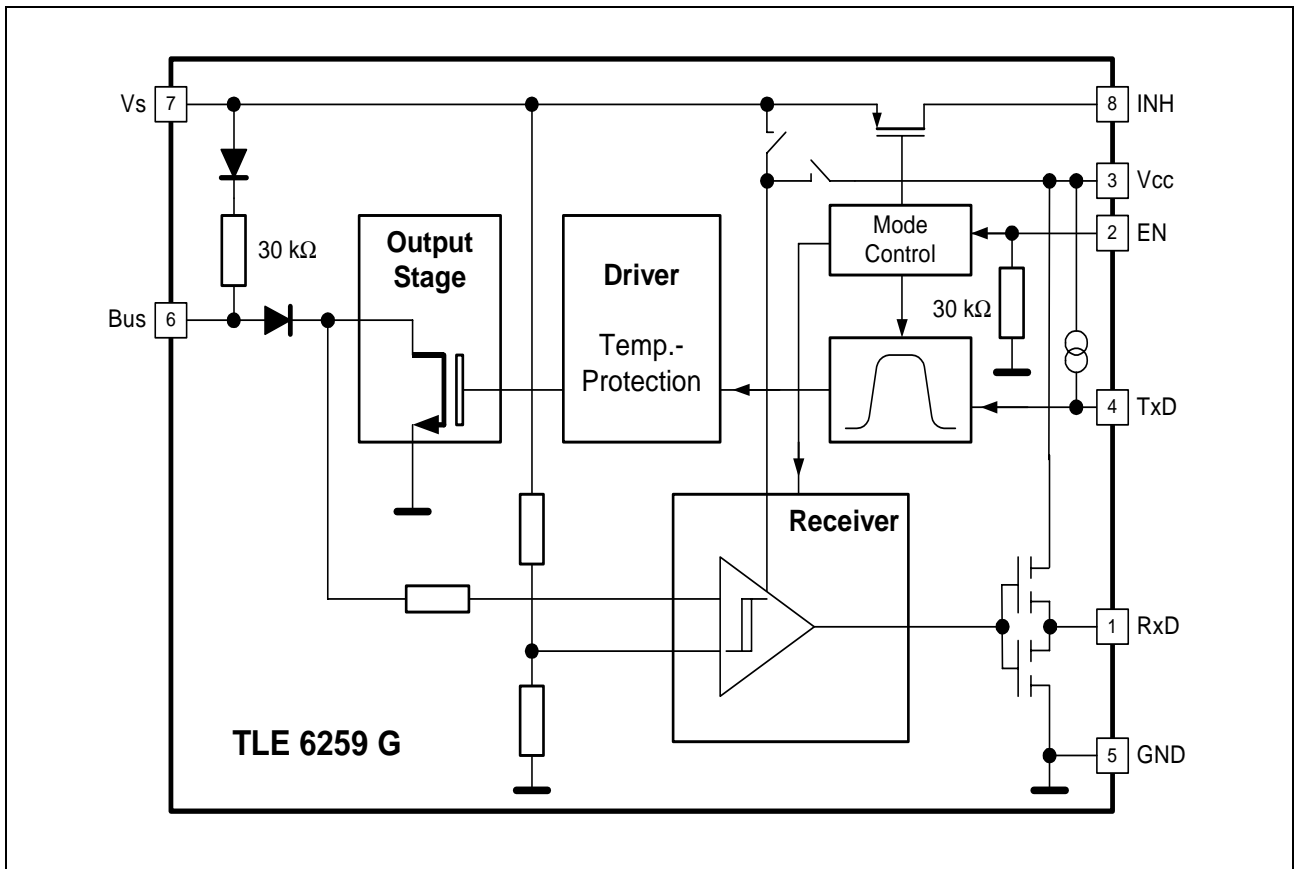 Vs 7
8 INH
3 Vcc
2 EN
Mode
Control
Output
Stage
30 kΩ
Driver
Temp.-
Protection
30 kΩ
Bus 6
4 TxD
Receiver
1 RxD
TLE 6259 G
5 GND